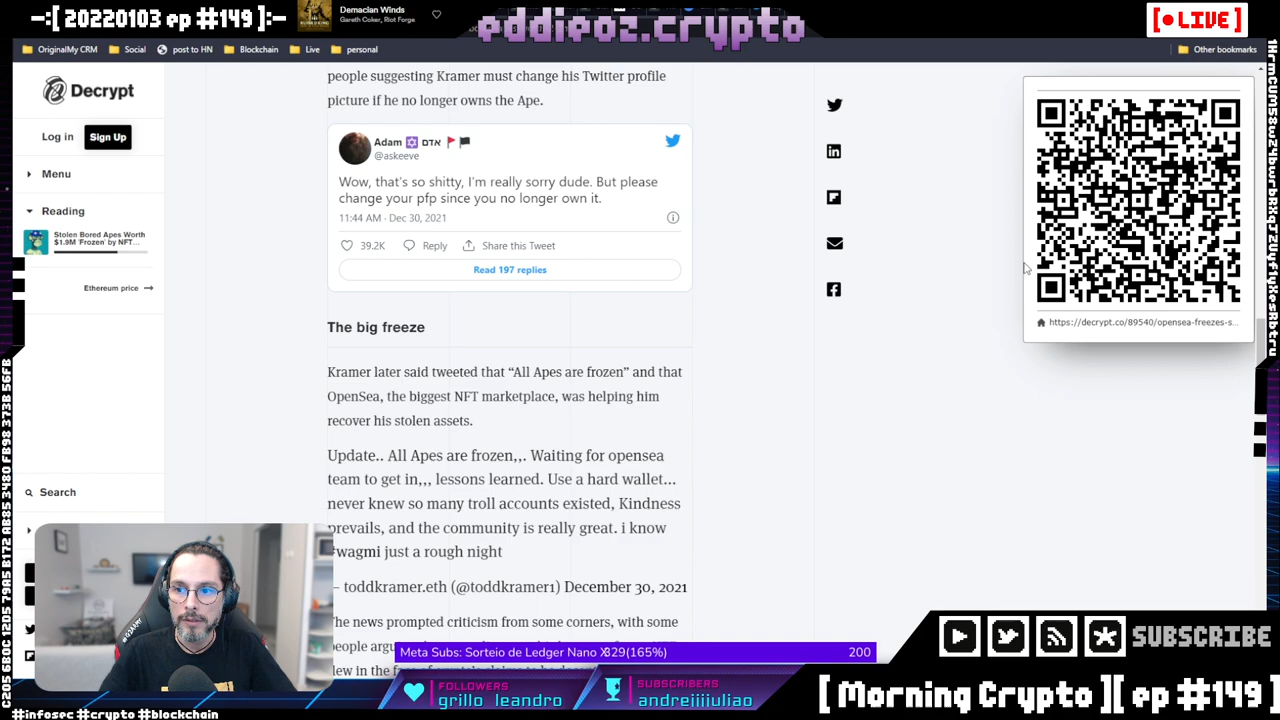 -:[ 20220103 ep #149 ]:-
Demacian Winds
Gareth Coker, Riot Forge
eddieoz.crypto
[● LIVE]
OriginalMy CRM
Social
post to HN
Blockchain
Live
personal
Other bookmarks
Decrypt
Log in
Sign Up
Menu
Reading
Stolen Bored Apes Worth
$1.9M 'Frozen' by NFT...
Ethereum price
Search
people suggesting Kramer must change his Twitter profile
picture if he no longer owns the Ape.
Adam אדם
@askeeve
Wow, that's so shitty, I'm really sorry dude. But please
change your pfp since you no longer own it.
11:44 AM · Dec 30, 2021
39.2K
Reply
Share this Tweet
Read 197 replies
The big freeze
Kramer later said tweeted that “All Apes are frozen” and that
OpenSea, the biggest NFT marketplace, was helping him
recover his stolen assets.
Update.. All Apes are frozen,,. Waiting for opensea
team to get in,,, lessons learned. Use a hard wallet...
never knew so many troll accounts existed, Kindness
prevails, and the community is really great. i know
#wagmi just a rough night
— toddkramer.eth (@toddkramer1) December 30, 2021
The news prompted criticism from some corners, with some
https://decrypt.co/89540/opensea-freezes-s...
Meta Subs: Sorteio de Ledger Nano X
329(165%)
200
FOLLOWERS
grillo_leandro
SUBSCRIBERS
andrejjjjuliao
SUBSCRIBE
[ Morning Crypto ][ ep #149 ]
#infosec #crypto #blockchain